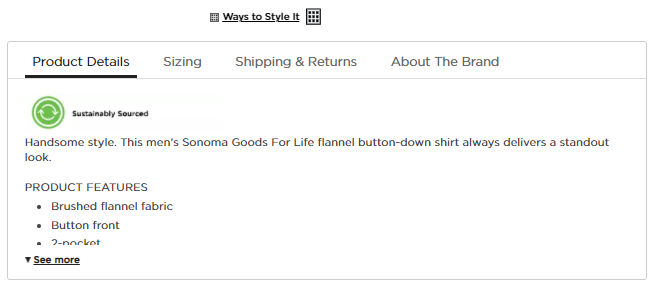 Ways to Style It
Product Details Sizing Shipping & Returns About The Brand
Sustainably Sourced
Handsome style. This men's Sonoma Goods For Life flannel button-down shirt always delivers a standout
look.
PRODUCT FEATURES
• Brushed flannel fabric
• Button front
• 2-pocket
▾ See more